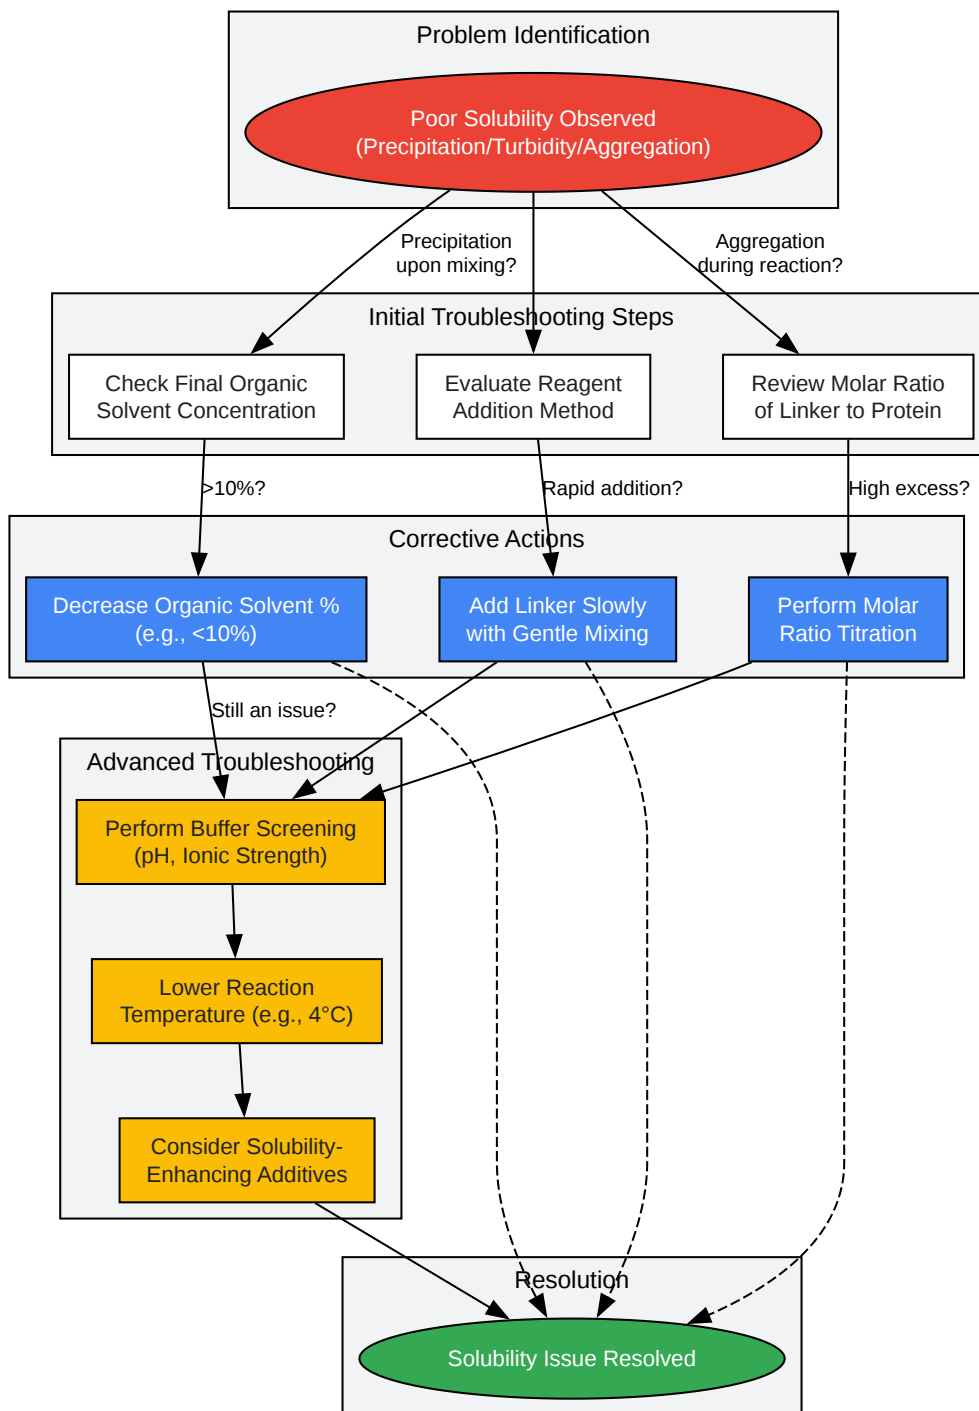 Problem Identification
Poor Solubility Observed
(Precipitation/Turbidity/Aggregation)
Precipitation
upon mixing?
Aggregation
during reaction?
Initial Troubleshooting Steps
Check Final Organic
Solvent Concentration
Evaluate Reagent
Addition Method
Review Molar Ratio
of Linker to Protein
>10%?
Rapid addition?
High excess?
Corrective Actions
Decrease Organic Solvent %
(e.g., <10%)
Add Linker Slowly
with Gentle Mixing
Perform Molar
Ratio Titration
Still an issue?
Advanced Troubleshooting
Perform Buffer Screening
(pH, Ionic Strength)
Lower Reaction
Temperature (e.g., 4°C)
Consider Solubility-
Enhancing Additives
Resolution
Solubility Issue Resolved